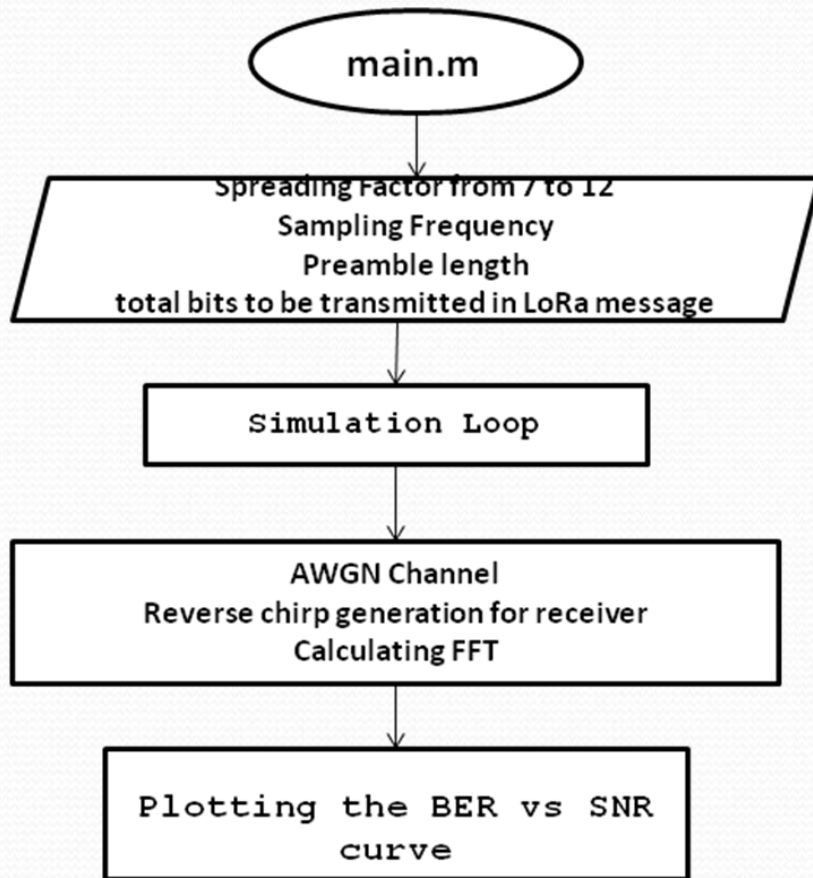 main.m
Spreading Factor from 7 to 12
Sampling Frequency
Preamble length
total bits to be transmitted in LoRa message
Simulation Loop
AWGN Channel
Reverse chirp generation for receiver
Calculating FFT
Plotting the BER vs SNR
curve